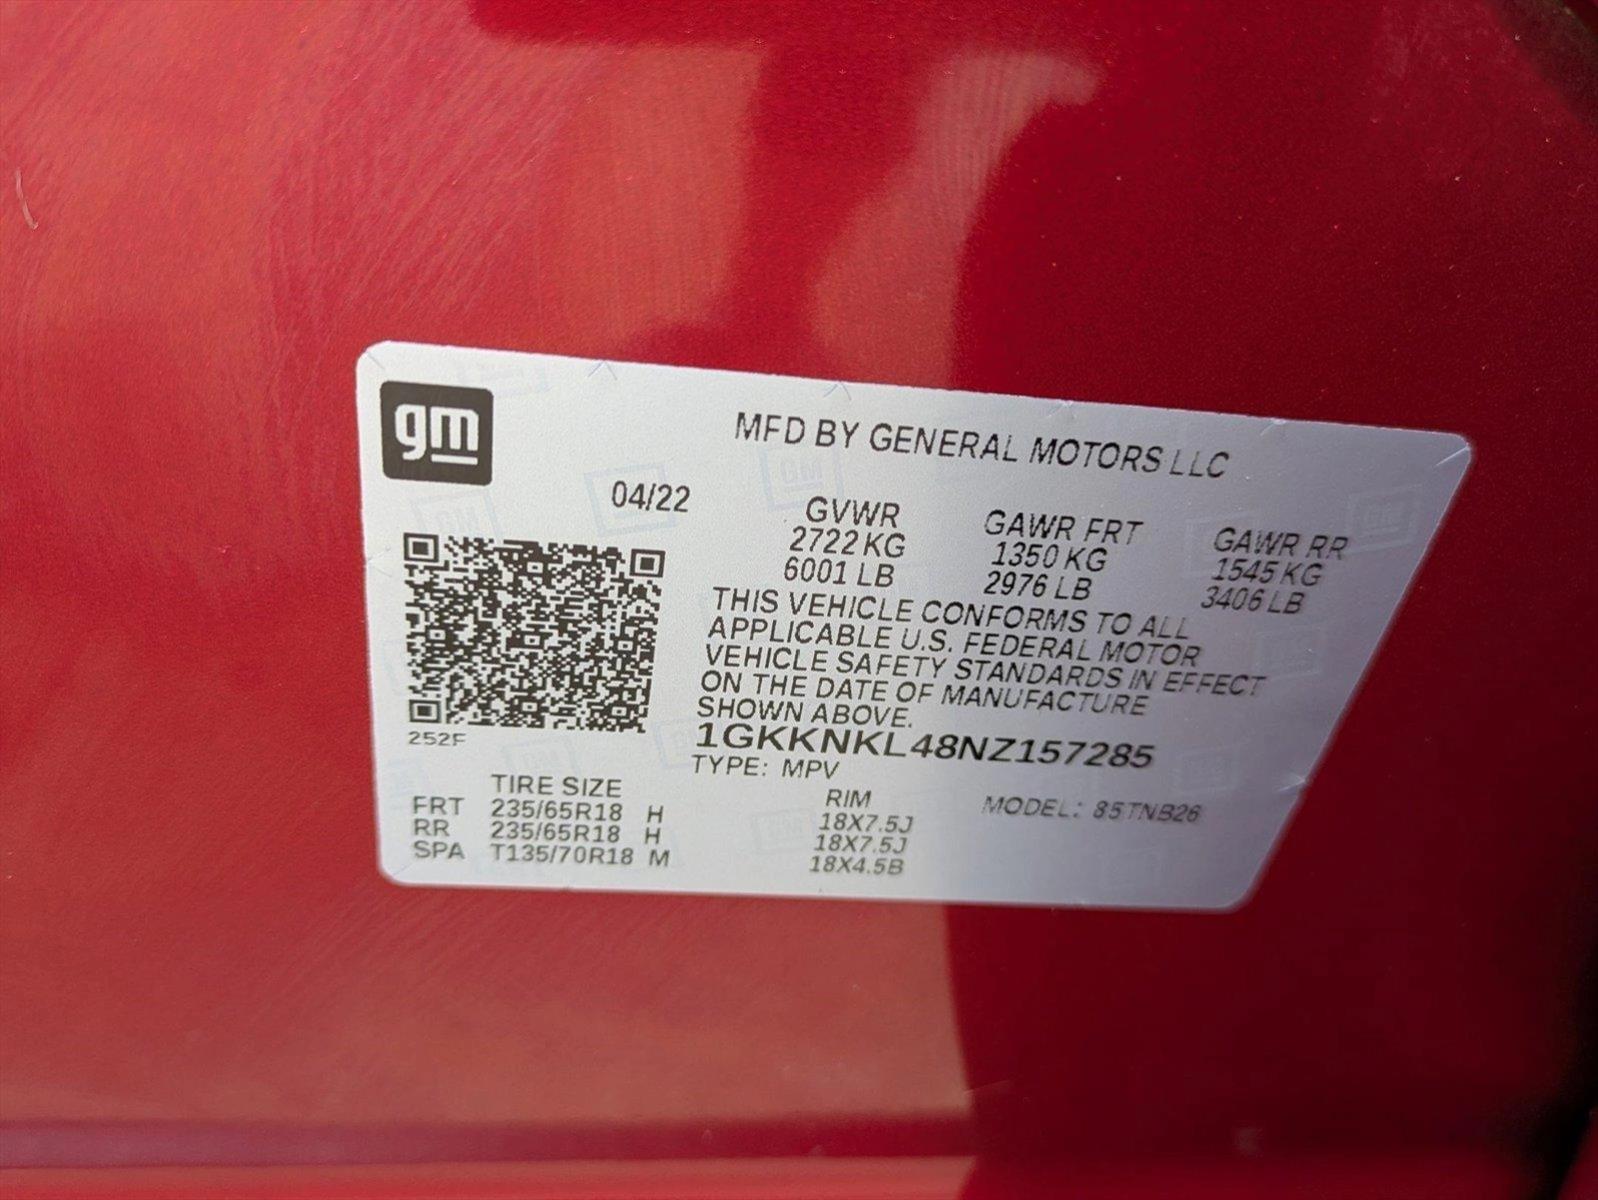 gm
MFD BY GENERAL MOTORS LLC
04/22
GVWR GAWR FRT GAWR RR
2722 KG 1350 KG 1545 KG
6001 LB 2976 LB 3406 LB
THIS VEHICLE CONFORMS TO ALL
APPLICABLE U.S. FEDERAL MOTOR
VEHICLE SAFETY STANDARDS IN EFFECT
ON THE DATE OF MANUFACTURE
SHOWN ABOVE.
252F
1GKKNKL48NZ157285
TYPE: MPV
TIRE SIZE RIM MODEL: 85TNB26
FRT 235/65R18 H 18X7.5J
RR 235/65R18 H 18X7.5J
SPA T135/70R18 M 18X4.5B